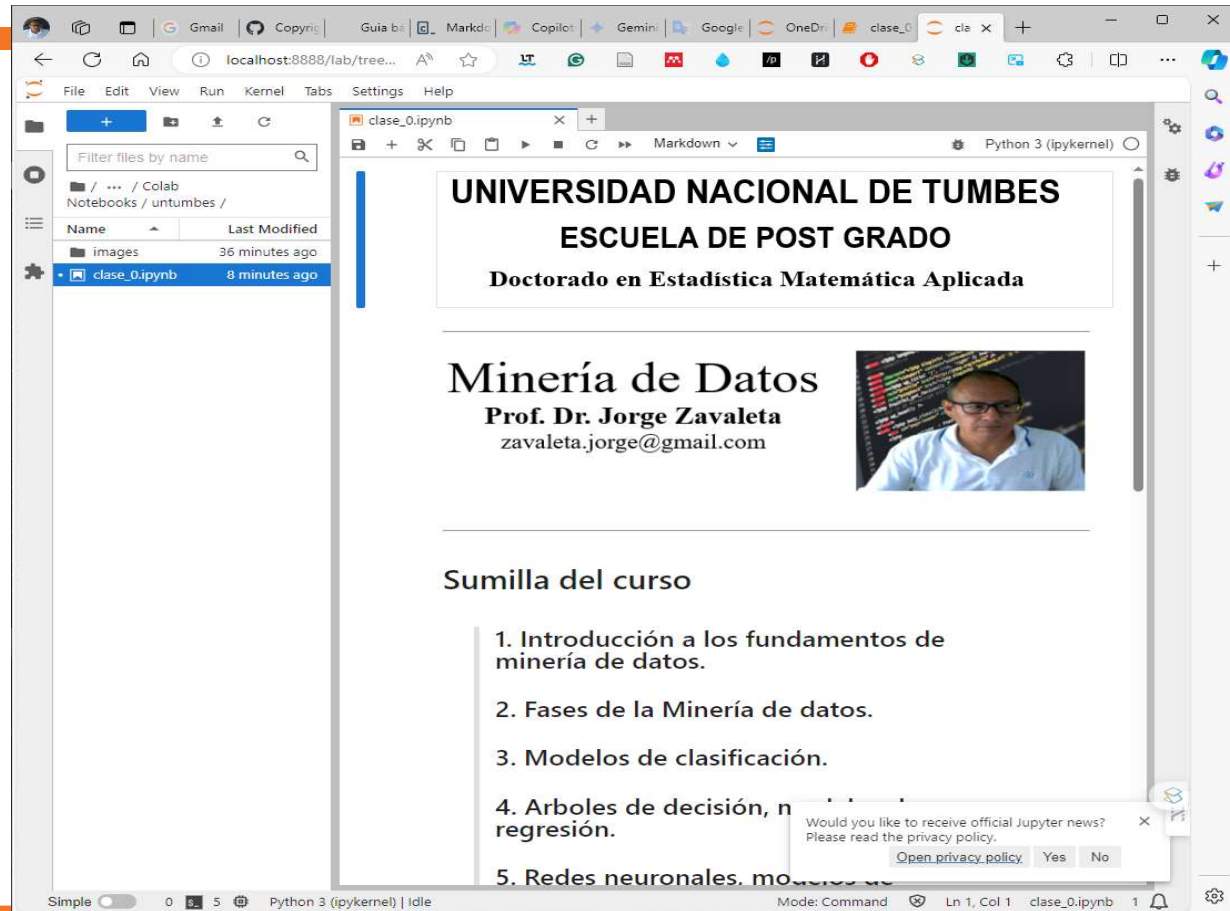 Gmail
Copyrig
Guia bá
Markdo
Copilot
Gemini
Google
OneDri
clase_0
cla
localhost:8888/lab/tree...
File Edit View Run Kernel Tabs Settings Help
Filter files by name
/ ... / Colab
Notebooks / untumbes /
Name Last Modified
images 36 minutes ago
clase_0.ipynb 8 minutes ago
clase_0.ipynb
Markdown
Python 3 (ipykernel)
UNIVERSIDAD NACIONAL DE TUMBES
ESCUELA DE POST GRADO
Doctorado en Estadística Matemática Aplicada
Minería de Datos
Prof. Dr. Jorge Zavaleta
zavaleta.jorge@gmail.com
Sumilla del curso
1. Introducción a los fundamentos de
minería de datos.
2. Fases de la Minería de datos.
3. Modelos de clasificación.
4. Arboles de decisión,
regresión.
5. Redes neuronales,
Would you like to receive official Jupyter news?
Please read the privacy policy.
Open privacy policy Yes No
Simple 0 5 Python 3 (ipykernel) | Idle
Mode: Command Ln 1, Col 1 clase_0.ipynb 1